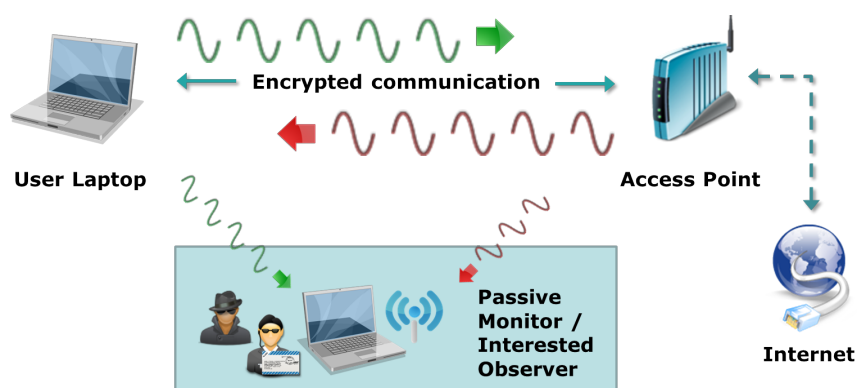 Encrypted communication
User Laptop
Access Point
Passive
Monitor /
Interested
Observer
Internet